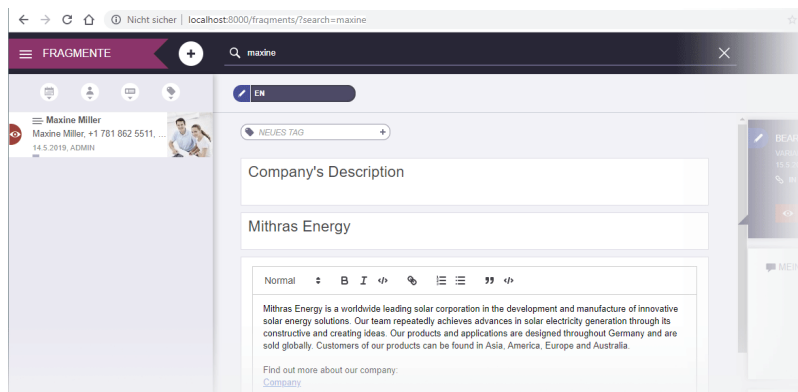 Nicht sicher | localhost:8000/fragments/?search=maxine
FRAGMENTE
maxine
EN
Maxine Miller
Maxine Miller, +1 781 862 5511, ...
14.5.2019, ADMIN
NEUES TAG
Company's Description
Mithras Energy
Normal
Mithras Energy is a worldwide leading solar corporation in the development and manufacture of innovative
solar energy solutions. Our team repeatedly achieves advances in solar electricity generation through its
constructive and creating ideas. Our products and applications are designed throughout Germany and are
sold globally. Customers of our products can be found in Asia, America, Europe and Australia.
Find out more about our company:
Company
BEAR
MEIN